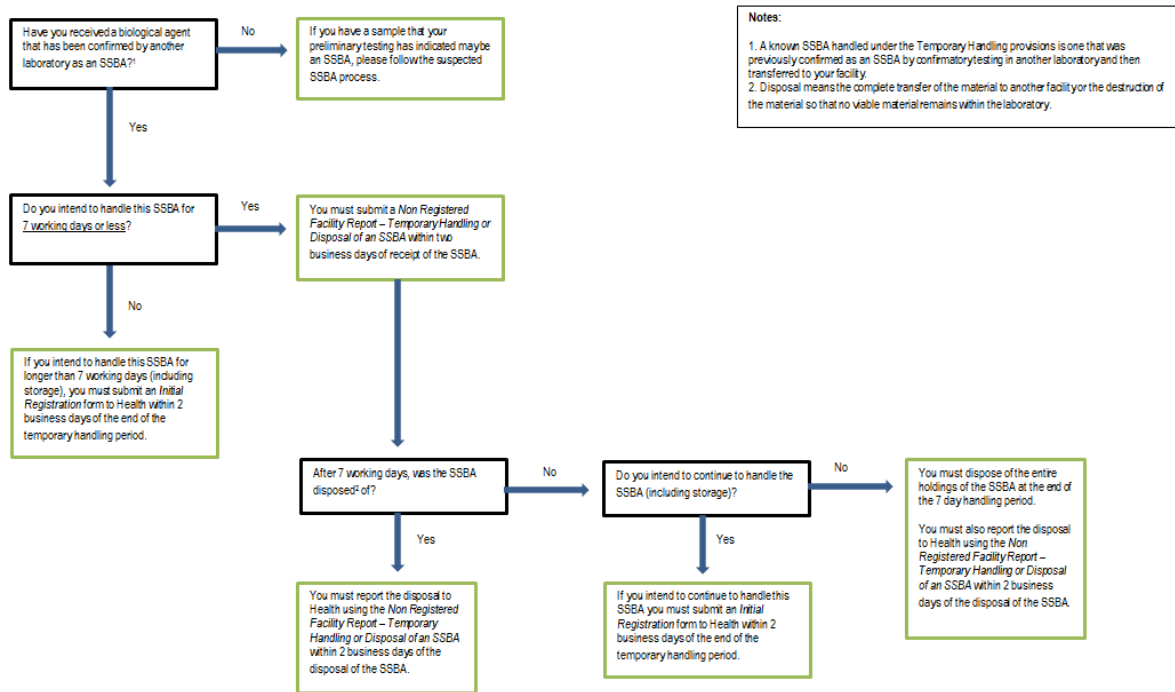 Have you received a biological agent
that has been confirmed by another
laboratory as an SSBA?¹
No
If you have a sample that your
preliminary testing has indicated may be
an SSBA, please follow the suspected
SSBA process.
Notes:
1. A known SSBA handled under the Temporary Handling provisions is one that was
previously confirmed as an SSBA by confirmatory testing in another laboratory and then
transferred to your facility.
2. Disposal means the complete transfer of the material to another facility or the destruction
of the material so that no viable material remains within the laboratory.
Yes
Do you intend to handle this SSBA for
7 working days or less?
Yes
You must submit a Non Registered
Facility Report – Temporary Handling or
Disposal of an SSBA within two
business days of receipt of the SSBA.
No
If you intend to handle this SSBA for
longer than 7 working days (including
storage), you must submit an Initial
Registration form to Health within 2
business days of the end of the
temporary handling period.
After 7 working days, was the SSBA
disposed² of?
No
Do you intend to continue to handle the
SSBA (including storage)?
No
You must dispose of the entire
holdings of the SSBA at the end of
the 7 day handling period.
You must also report the disposal
to Health using the Non
Registered Facility Report –
Temporary Handling or Disposal
of an SSBA within 2 business
days of the disposal of the SSBA.
Yes
You must report the disposal to
Health using the Non Registered
Facility Report – Temporary
Handling or Disposal of an SSBA
within 2 business days of the
disposal of the SSBA.
Yes
If you intend to continue to handle this
SSBA you must submit an Initial
Registration form to Health within 2
business days of the end of the
temporary handling period.